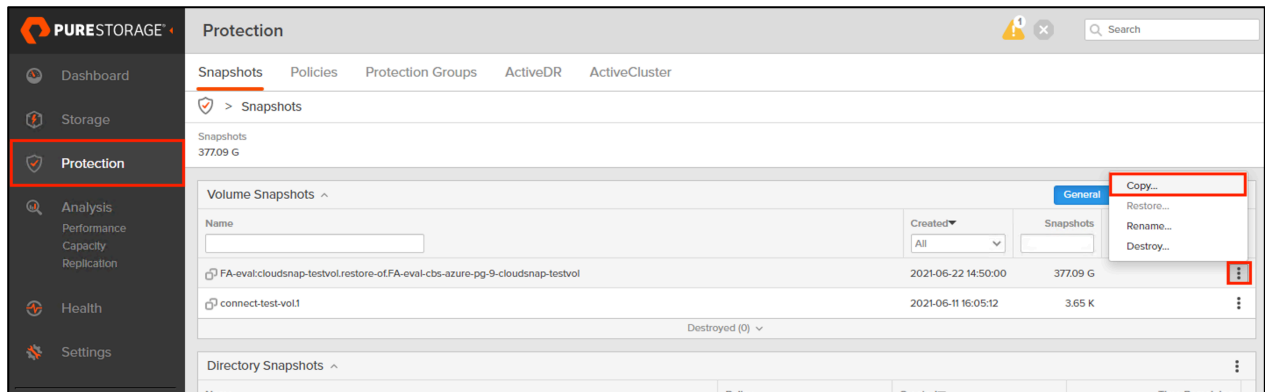 PURESTORAGE®
Protection
1
Search
Dashboard
Storage
Protection
Analysis
Performance
Capacity
Replication
Health
Settings
Snapshots Policies Protection Groups ActiveDR ActiveCluster
> Snapshots
Snapshots
377.09 G
Volume Snapshots
General
Copy...
Restore...
Rename...
Destroy...
Name Created Snapshots
All
FA-eval:cloudsnap-testvol.restore-of.FA-eval-cbs-azure-pg-9-cloudsnap-testvol 2021-06-22 14:50:00 377.09 G
connect-test-vol.1 2021-06-11 16:05:12 3.65 K
Destroyed (0)
Directory Snapshots